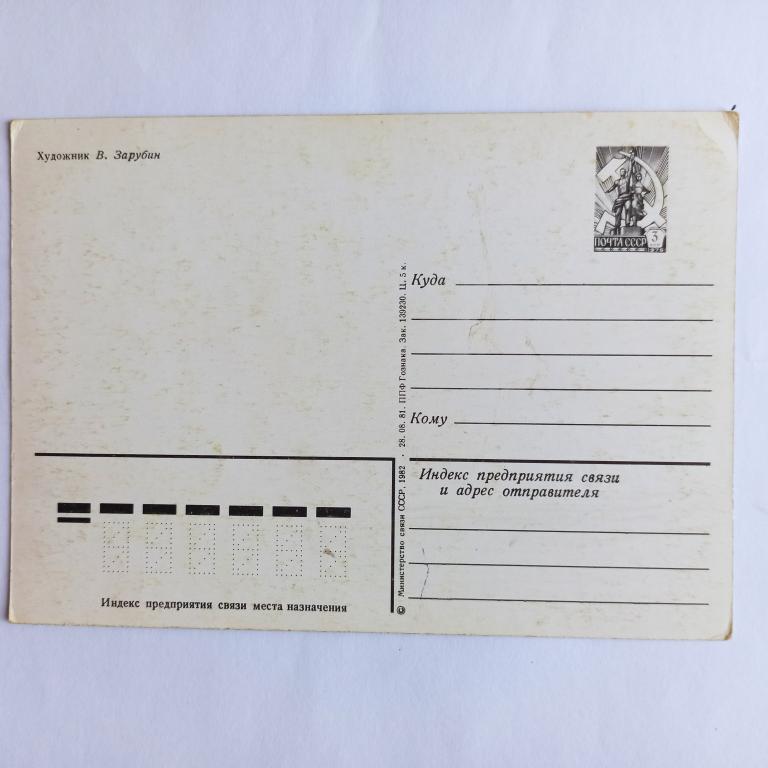 Художник В. Зарубин
ПОЧТА СССР 3
1976
Куда
Кому
Индекс предприятия связи
и адрес отправителя
© Министерство связи СССР, 1982 · 28. 08. 81. ППФ Гознака. Зак. 139230. Ц. 5 к.
Индекс предприятия связи места назначения